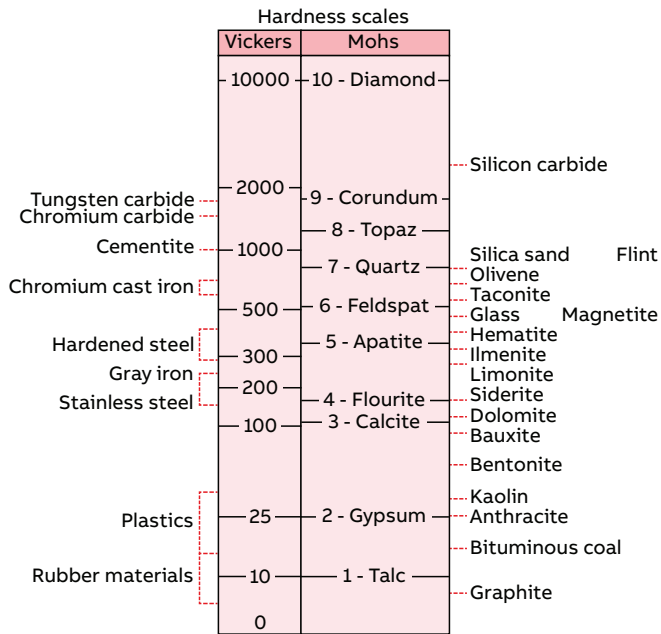 Hardness scales
Vickers Mohs
10000 10 - Diamond
Silicon carbide
2000
Tungsten carbide
9 - Corundum
Chromium carbide
8 - Topaz
Cementite 1000
Silica sand Flint
7 - Quartz
Olivene
Chromium cast iron
Taconite
500 6 - Feldspat
Glass Magnetite
Hematite
Hardened steel 5 - Apatite
300 Ilmenite
Gray iron Limonite
200
Siderite
Stainless steel 4 - Flourite
Dolomite
100 3 - Calcite
Bauxite
Bentonite
Kaolin
Plastics 25 2 - Gypsum Anthracite
Bituminous coal
Rubber materials 10 1 - Talc
Graphite
0